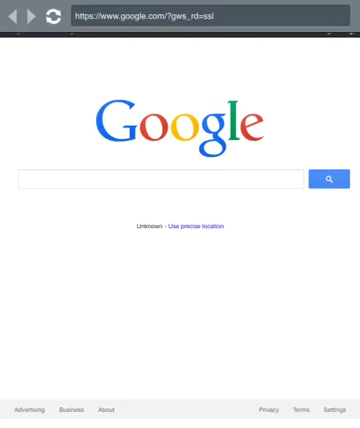 https://www.google.com/?gws_rd=ssl
Google
Unknown - Use precise location
Advertising Business About Privacy Terms Settings